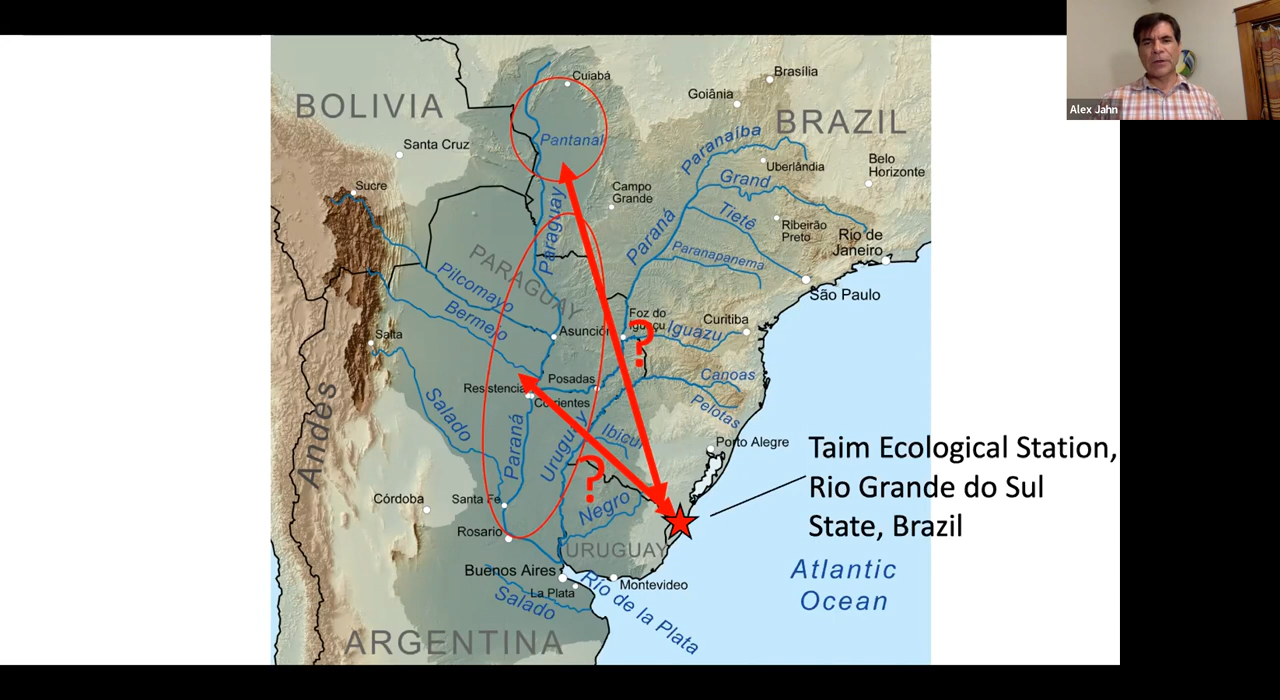 Alex Jahn
Cuiabá
Brasília
Goiânia
BOLIVIA
BRAZIL
Pantanal
Paranaíba
Santa Cruz
Uberlândia
Belo
Horizonte
Sucre
Campo
Grande
Grand
Tietê
Ribeirão
Preto
Rio de
Janeiro
Paraguay
Paraná
Paranapanema
PARAGUAY
Pilcomayo
São Paulo
Bermejo
Foz do
Iguaçu
Curitiba
Asunción
?
Iguazu
Salta
Canoas
Posadas
Resistencia
Corrientes
Pelotas
Andes
Salado
Paraná
Uruguay
Ibicuí
Porto Alegre
Taim Ecological Station,
Rio Grande do Sul
State, Brazil
?
Córdoba
Santa Fe
Negro
Rosario
URUGUAY
Buenos Aires
Montevideo
Atlantic
Ocean
La Plata
Salado
Río de la Plata
ARGENTINA